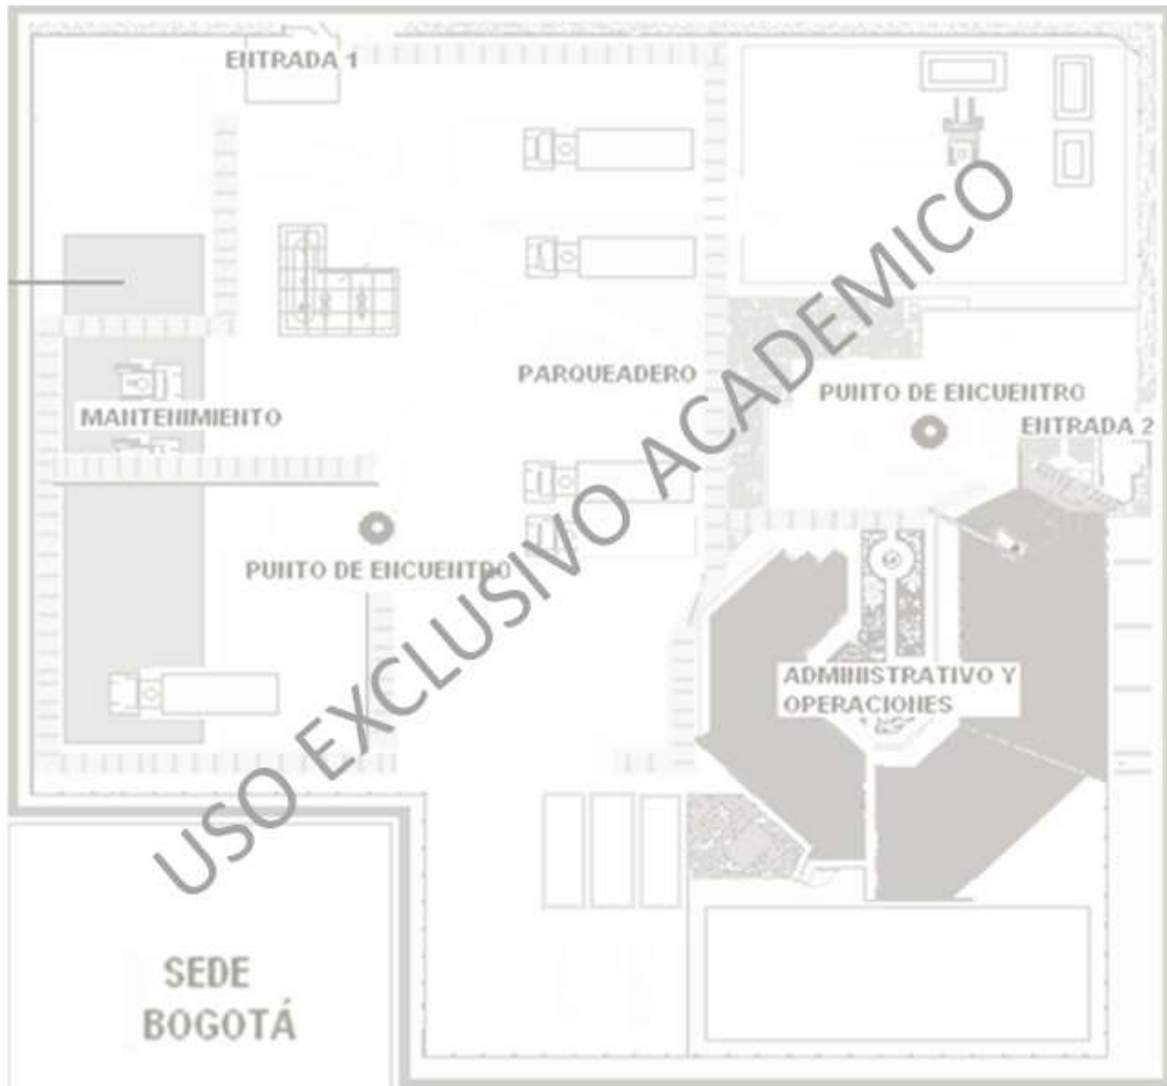 ENTRADA 1
PARQUEADERO
PUNTO DE ENCUENTRO
ENTRADA 2
MANTENIMIENTO
PUNTO DE ENCUENTRO
ADMINISTRATIVO Y
OPERACIONES
USO EXCLUSIVO ACADEMICO
SEDE
BOGOTÁ